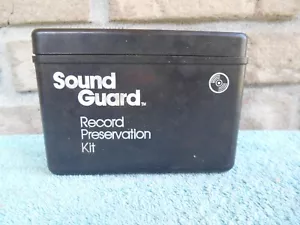 Sound
Guard™
Record
Preservation
Kit